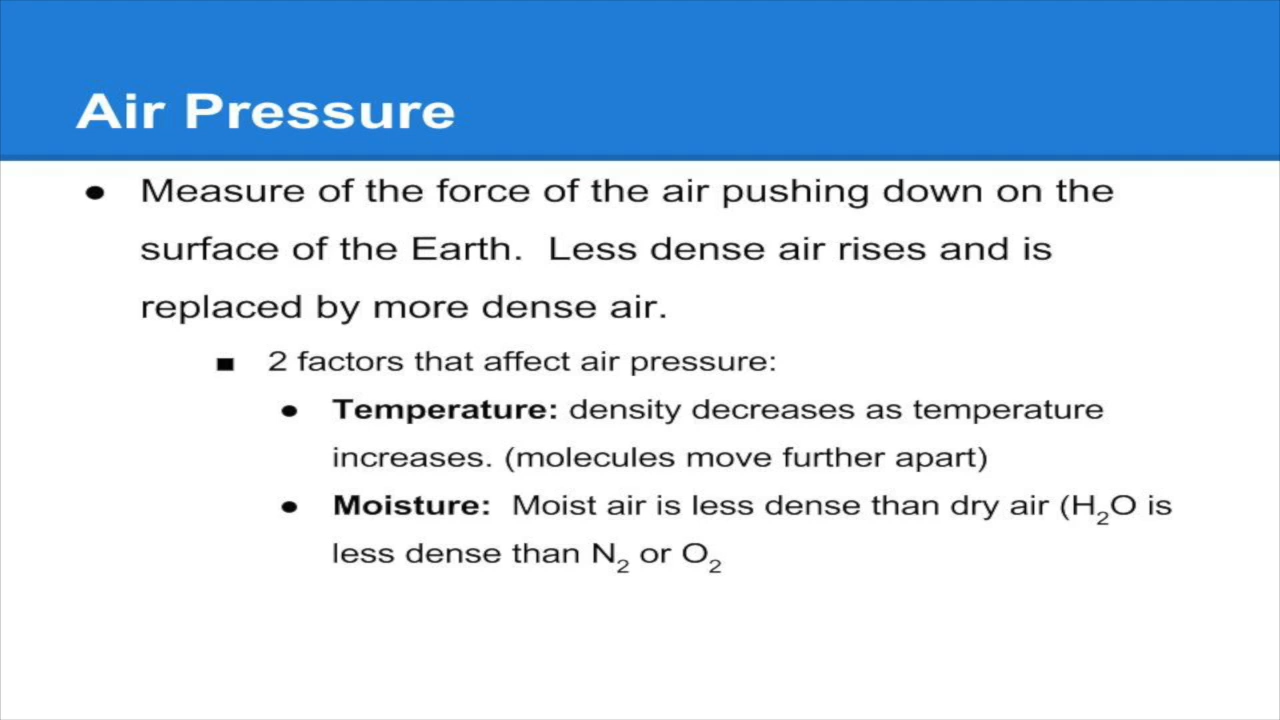 Air Pressure
● Measure of the force of the air pushing down on the
surface of the Earth.  Less dense air rises and is
replaced by more dense air.
■ 2 factors that affect air pressure:
● Temperature: density decreases as temperature
increases. (molecules move further apart)
● Moisture:  Moist air is less dense than dry air (H₂O is
less dense than N₂ or O₂